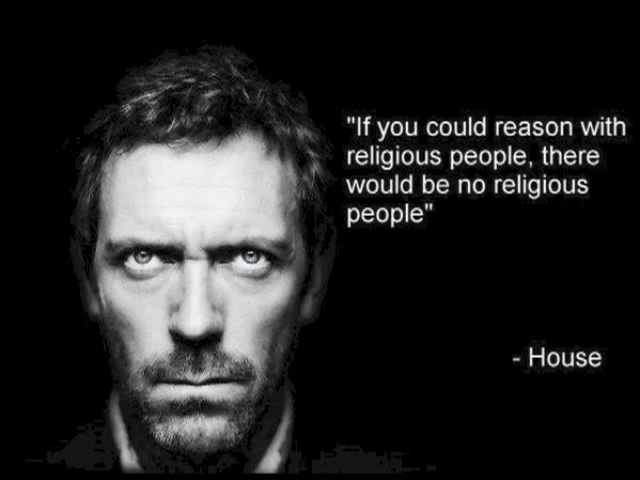 "If you could reason with
religious people, there
would be no religious
people"
- House